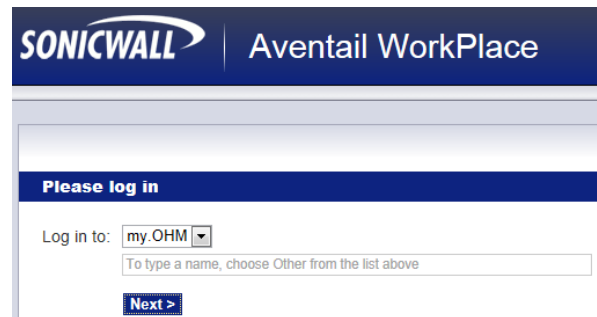 SONICWALL Aventail WorkPlace
Please log in
Log in to: my.OHM
To type a name, choose Other from the list above
Next >